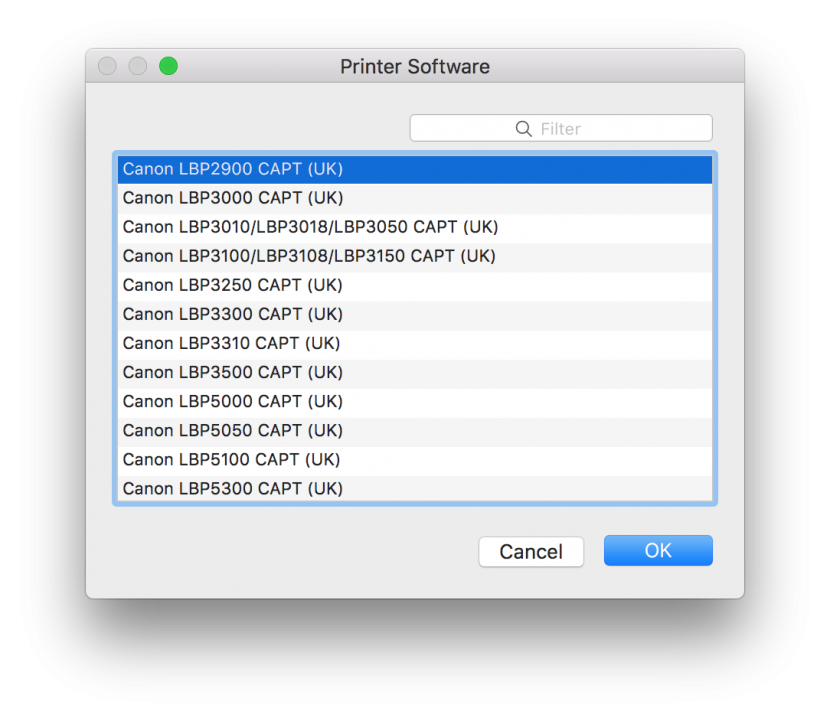 Printer Software
Filter
Canon LBP2900 CAPT (UK)
Canon LBP3000 CAPT (UK)
Canon LBP3010/LBP3018/LBP3050 CAPT (UK)
Canon LBP3100/LBP3108/LBP3150 CAPT (UK)
Canon LBP3250 CAPT (UK)
Canon LBP3300 CAPT (UK)
Canon LBP3310 CAPT (UK)
Canon LBP3500 CAPT (UK)
Canon LBP5000 CAPT (UK)
Canon LBP5050 CAPT (UK)
Canon LBP5100 CAPT (UK)
Canon LBP5300 CAPT (UK)
Cancel OK